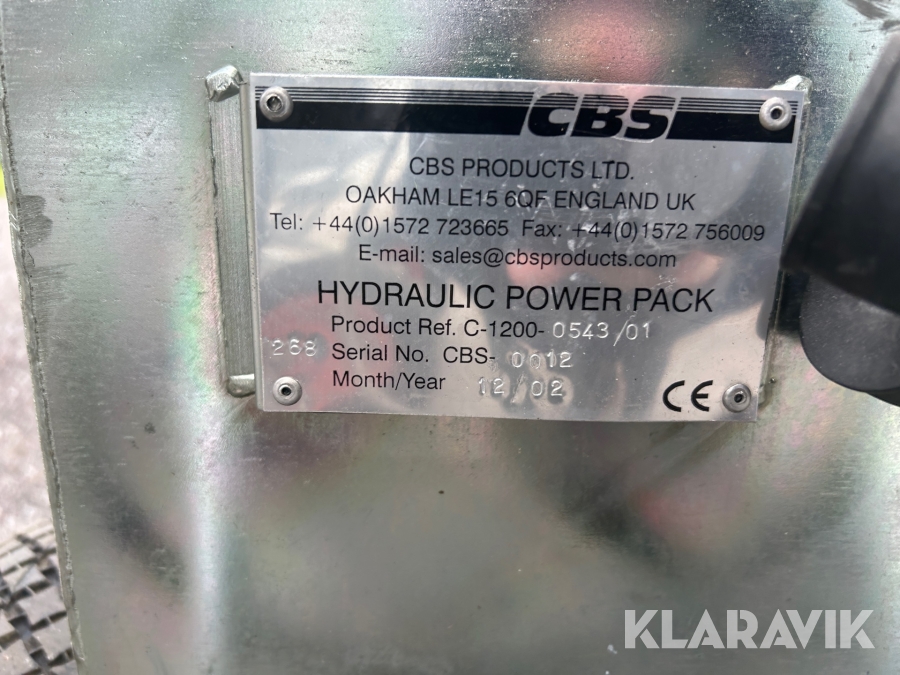 CBS
CBS PRODUCTS LTD.
OAKHAM LE15 6QF ENGLAND UK
Tel: +44(0)1572 723665 Fax: +44(0)1572 756009
E-mail: sales@cbsproducts.com
HYDRAULIC POWER PACK
Product Ref. C-1200-0543/01
268 Serial No. CBS-0012
Month/Year 12/02
CE
KLARAVIK